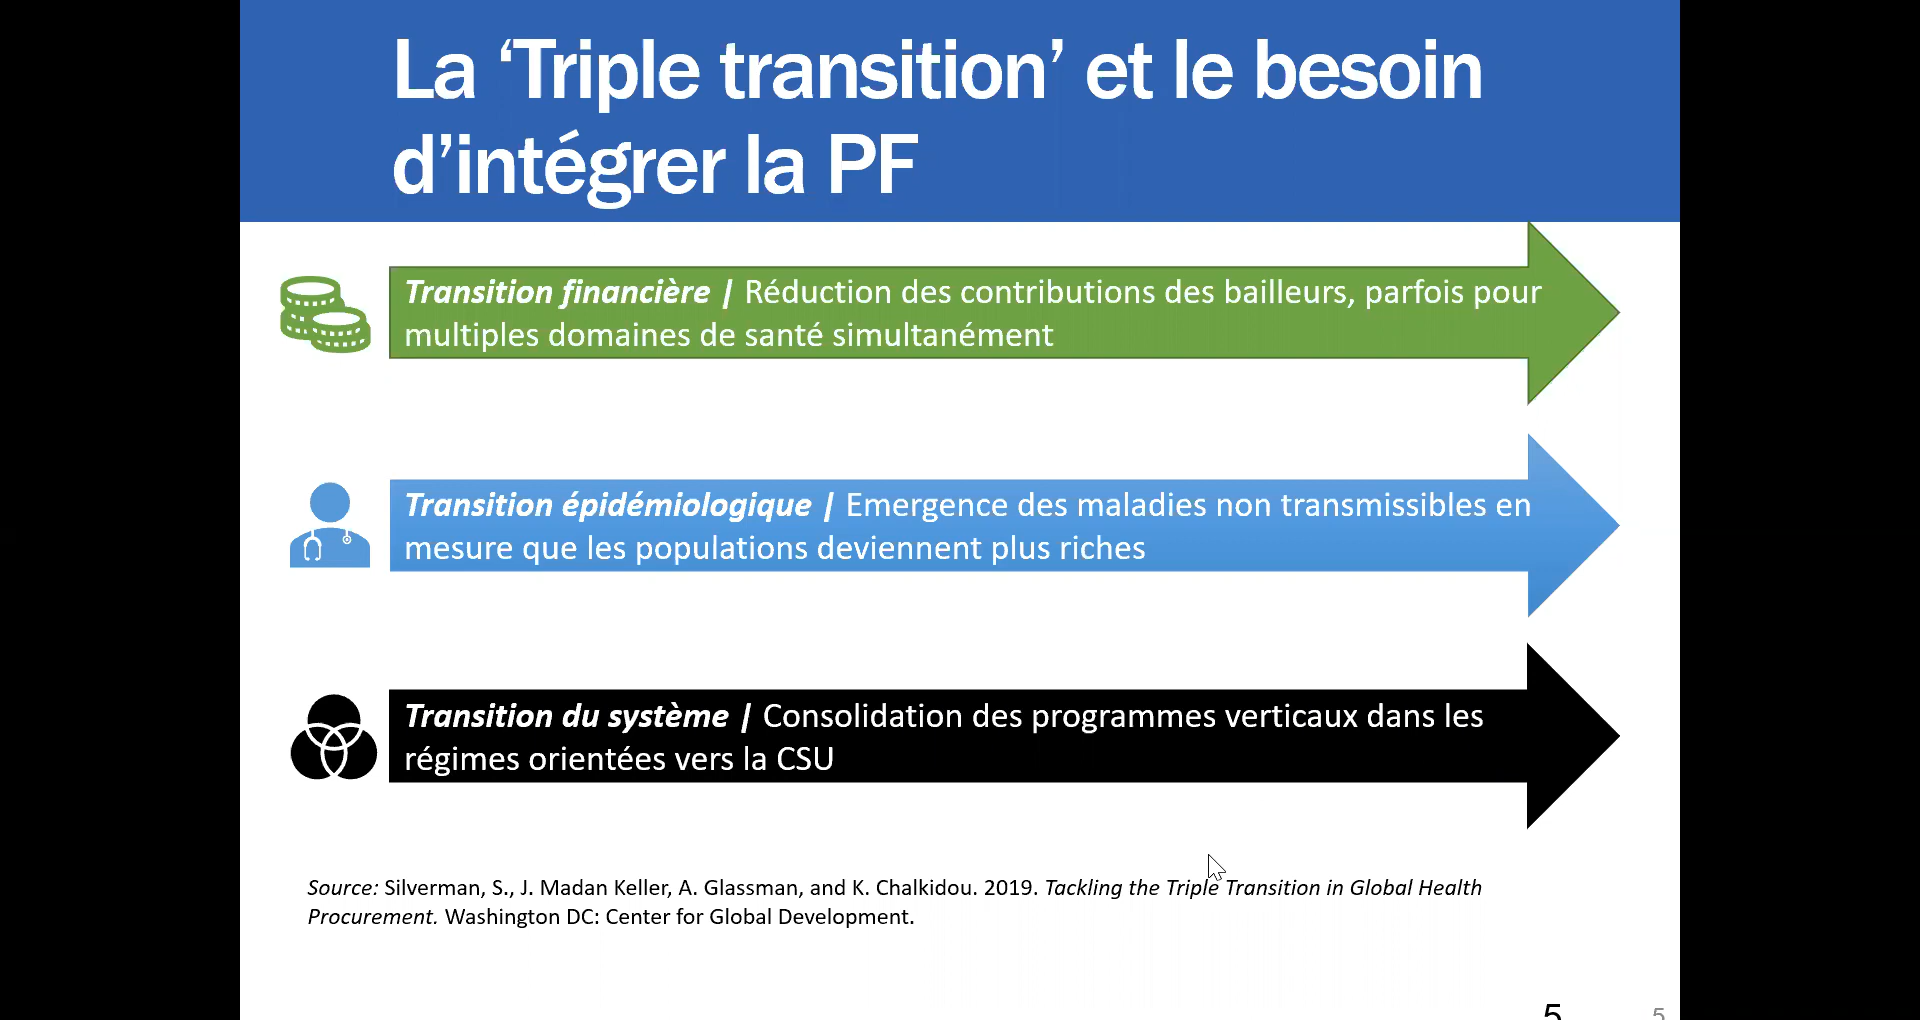 La ‘Triple transition’ et le besoin
d’intégrer la PF
Transition financière | Réduction des contributions des bailleurs, parfois pour
multiples domaines de santé simultanément
Transition épidémiologique | Emergence des maladies non transmissibles en
mesure que les populations deviennent plus riches
Transition du système | Consolidation des programmes verticaux dans les
régimes orientées vers la CSU
Source: Silverman, S., J. Madan Keller, A. Glassman, and K. Chalkidou. 2019. Tackling the Triple Transition in Global Health
Procurement. Washington DC: Center for Global Development.
5 5